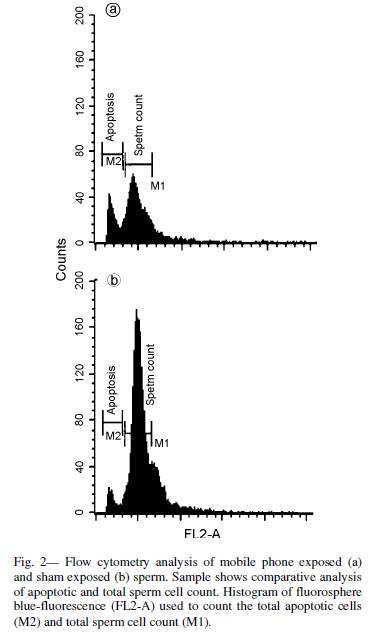 a
200
160
120
80
40
0
Apoptosis
Spetm count
M2
M1
Counts
b
200
160
120
80
40
0
Apoptosis
Spetm count
M2
M1
FL2-A
Fig. 2— Flow cytometry analysis of mobile phone exposed (a)
and sham exposed (b) sperm. Sample shows comparative analysis
of apoptotic and total sperm cell count. Histogram of fluorosphere
blue-fluorescence (FL2-A) used to count the total apoptotic cells
(M2) and total sperm cell count (M1).